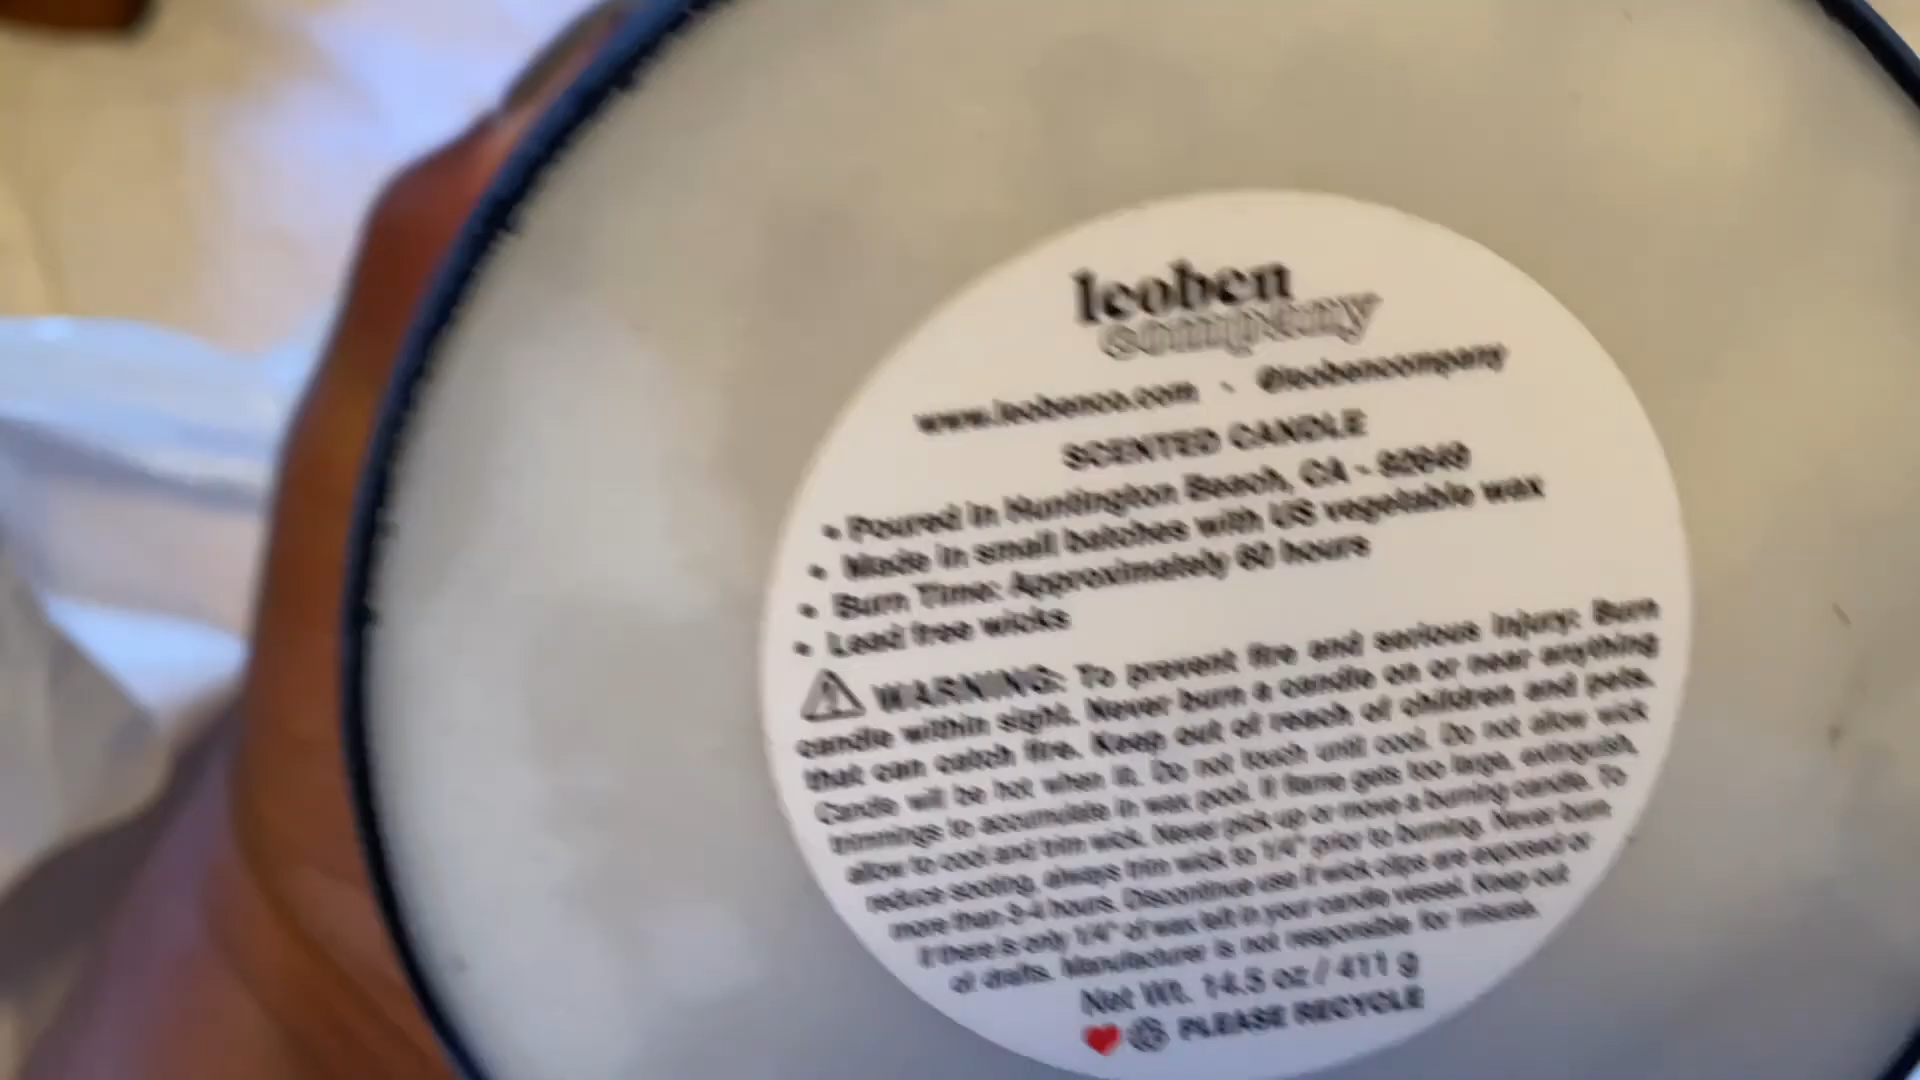 leoben
company
www.leobenco.com · @leobencompany
SCENTED CANDLE
• Poured in Huntington Beach, CA - 92649
• Made in small batches with US vegetable wax
• Burn Time: Approximately 60 hours
• Lead free wicks
⚠ WARNING: To prevent fire and serious injury: Burn
candle within sight. Never burn a candle on or near anything
that can catch fire. Keep out of reach of children and pets.
Candle will be hot when lit. Do not touch until cool. Do not allow wick
trimmings to accumulate in wax pool. If flame gets too large, extinguish,
allow to cool and trim wick. Never pick up or move a burning candle. To
reduce sooting, always trim wick to 1/4" prior to burning. Never burn
more than 3-4 hours. Discontinue use if wick clips are exposed or
if there is only 1/4" of wax left in your candle vessel. Keep out
of drafts. Manufacturer is not responsible for misuse.
Net Wt. 14.5 oz / 411 g
PLEASE RECYCLE